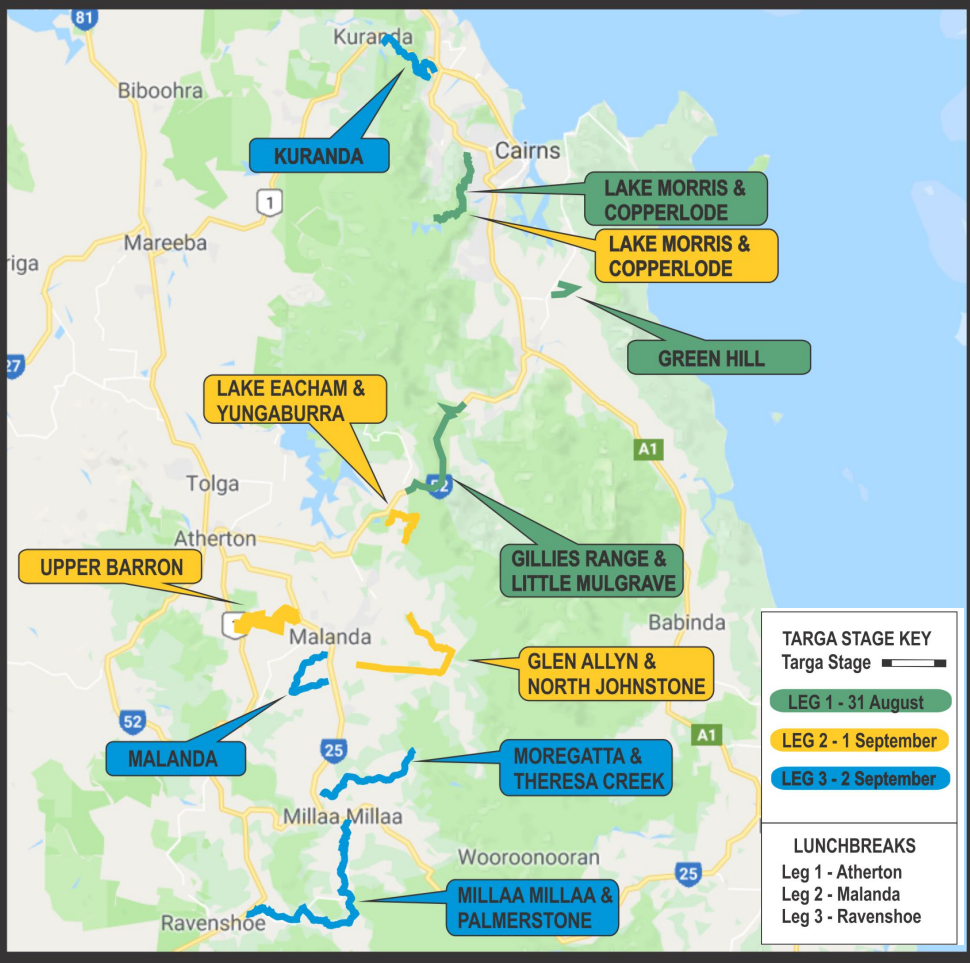 81
Kuranda
Biboohra
KURANDA
Cairns
1
LAKE MORRIS &
COPPERLODE
LAKE MORRIS &
COPPERLODE
Mareeba
riga
GREEN HILL
27
LAKE EACHAM &
YUNGABURRA
A1
Tolga
52
Atherton
GILLIES RANGE &
LITTLE MULGRAVE
UPPER BARRON
1
Malanda
Babinda
GLEN ALLYN &
NORTH JOHNSTONE
TARGA STAGE KEY
Targa Stage
LEG 1 - 31 August
LEG 2 - 1 September
LEG 3 - 2 September
52
MALANDA
25
A1
MOREGATTA &
THERESA CREEK
Millaa Millaa
Wooroonooran
25
MILLAA MILLAA &
PALMERSTONE
Ravenshoe
LUNCHBREAKS
Leg 1 - Atherton
Leg 2 - Malanda
Leg 3 - Ravenshoe